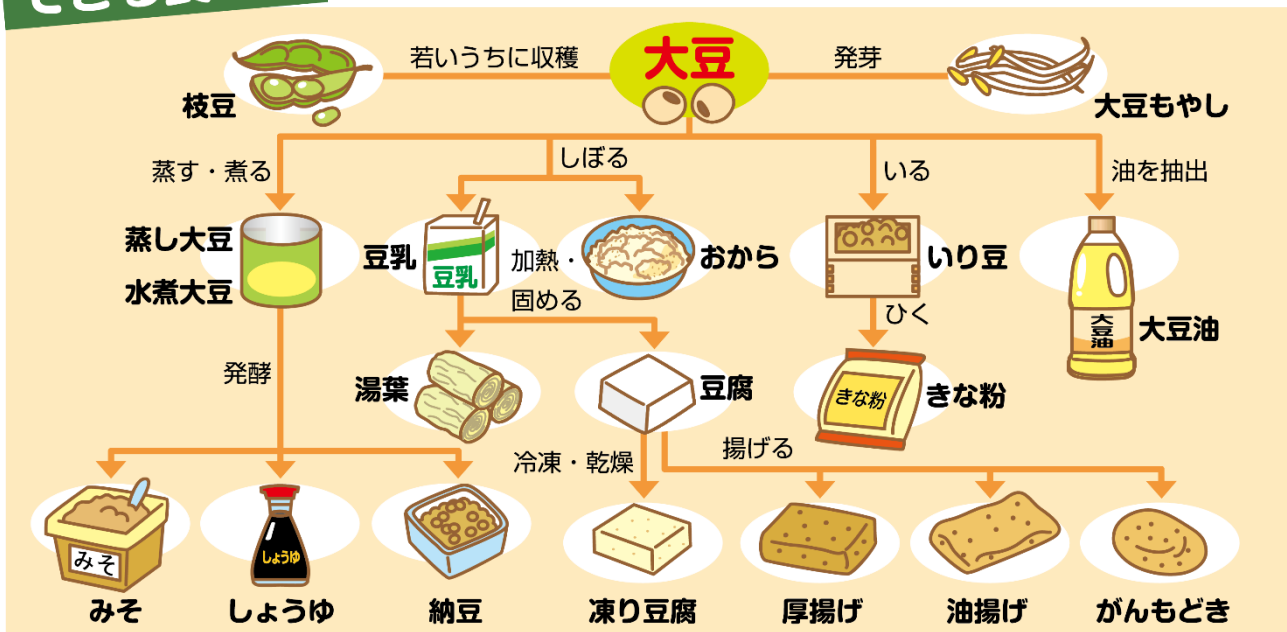 若いうちに収穫
大豆
発芽
枝豆
大豆もやし
蒸す・煮る
しぼる
いる
油を抽出
蒸し大豆
水煮大豆
豆乳
豆乳
加熱・
固める
おから
いり豆
大豆油
大豆油
ひく
発酵
湯葉
豆腐
きな粉
きな粉
冷凍・乾燥
揚げる
みそ
しょうゆ
みそ
しょうゆ
納豆
凍り豆腐
厚揚げ
油揚げ
がんもどき